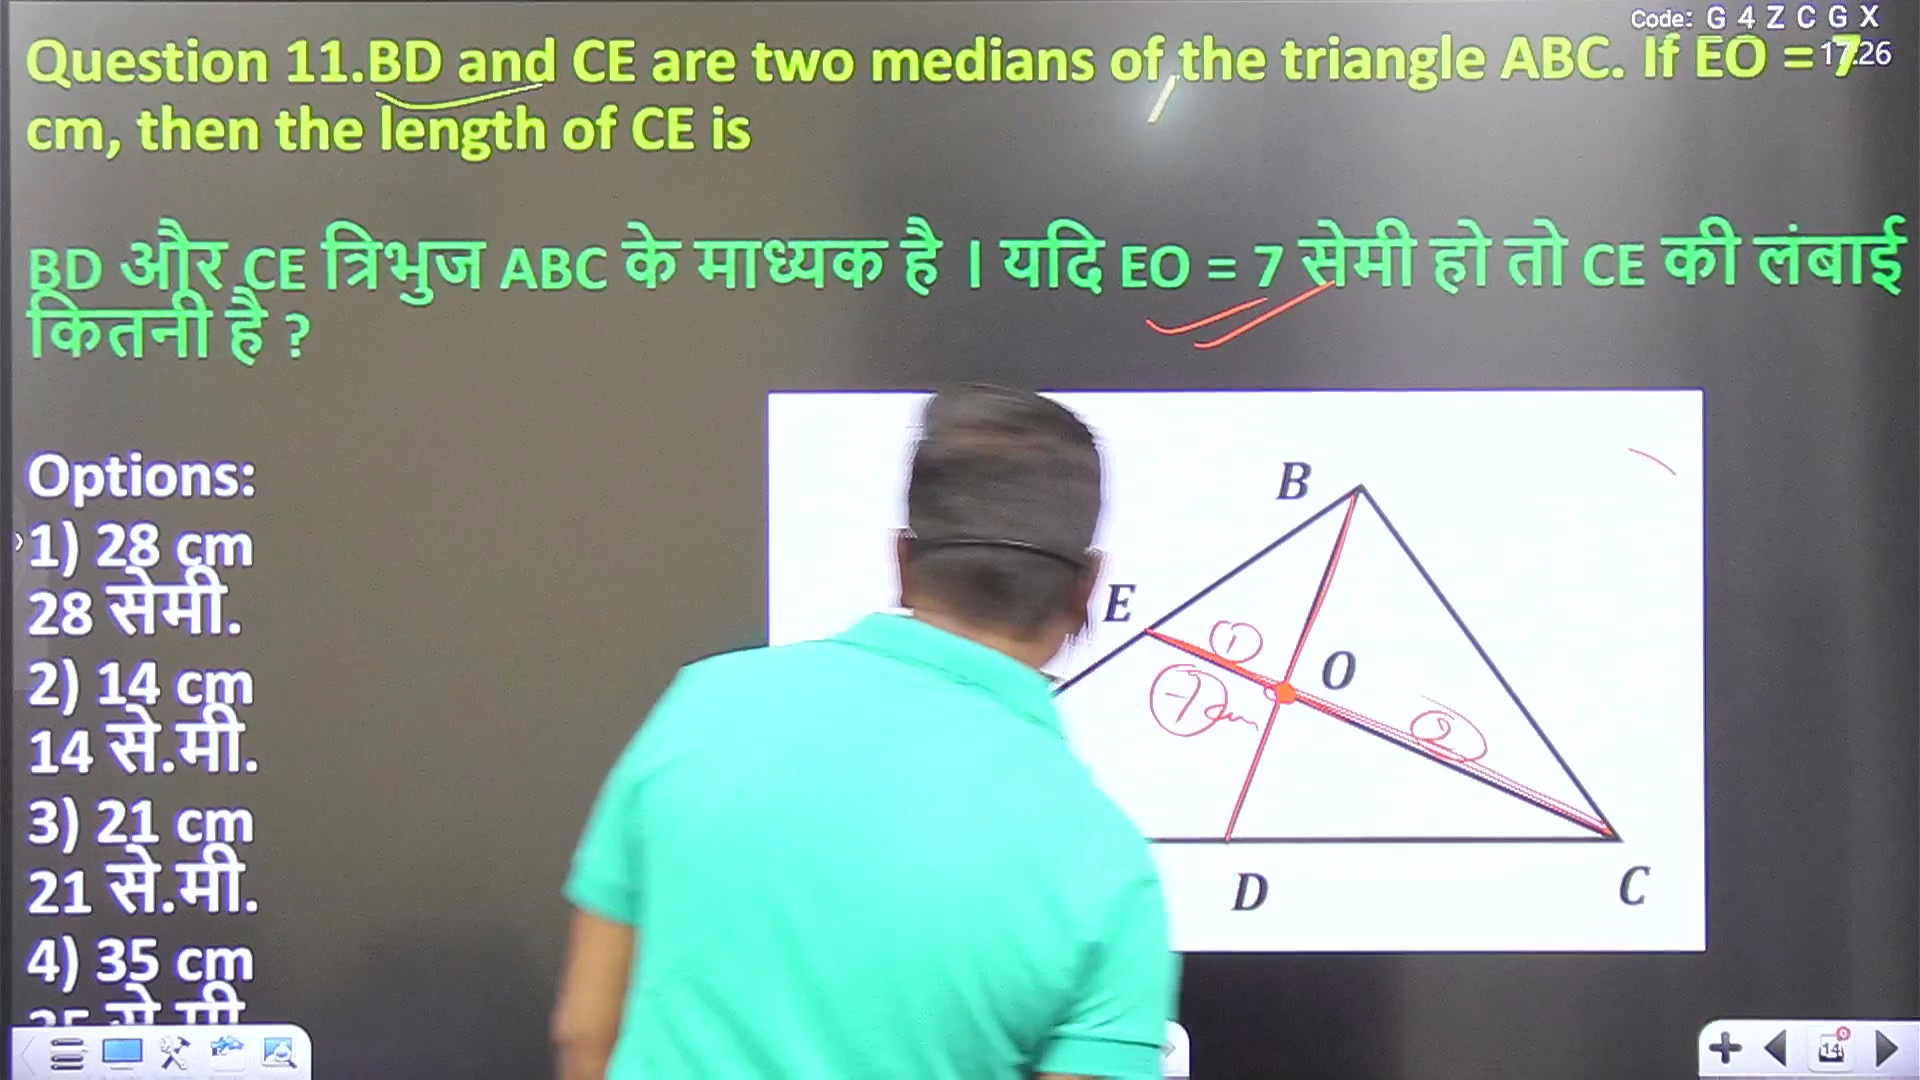 Code: G 4 Z C G X
17:26
Question 11.BD and CE are two medians of the triangle ABC. If EO = 7
cm, then the length of CE is
BD और CE त्रिभुज ABC के माध्यक है । यदि EO = 7 सेमी हो तो CE की लंबाई
कितनी है ?
Options:
1) 28 cm
28 सेमी.
2) 14 cm
14 से.मी.
3) 21 cm
21 से.मी.
4) 35 cm
35 से.मी.
B
E
1
O
7cm
2
D
C
14